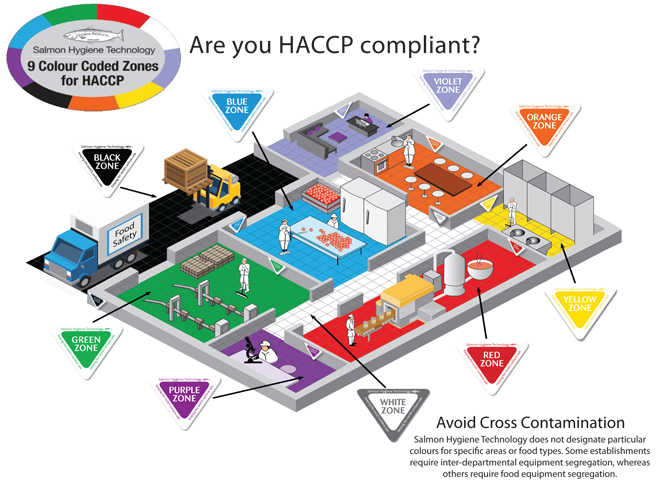 HYGIENE PRECISION
Salmon Hygiene Technology
9 Colour Coded Zones
for HACCP
Are you HACCP compliant?
Salmon Hygiene Technology
VIOLET
ZONE
Salmon Hygiene Technology
BLUE
ZONE
Salmon Hygiene Technology
ORANGE
ZONE
Salmon Hygiene Technology
BLACK
ZONE
Food
Safety
Salmon Hygiene Technology
YELLOW
ZONE
Salmon Hygiene Technology
GREEN
ZONE
Salmon Hygiene Technology
RED
ZONE
Salmon Hygiene Technology
PURPLE
ZONE
Salmon Hygiene Technology
WHITE
ZONE
Avoid Cross Contamination
Salmon Hygiene Technology does not designate particular
colours for specific areas or food types. Some establishments
require inter-departmental equipment segregation, whereas
others require food equipment segregation.